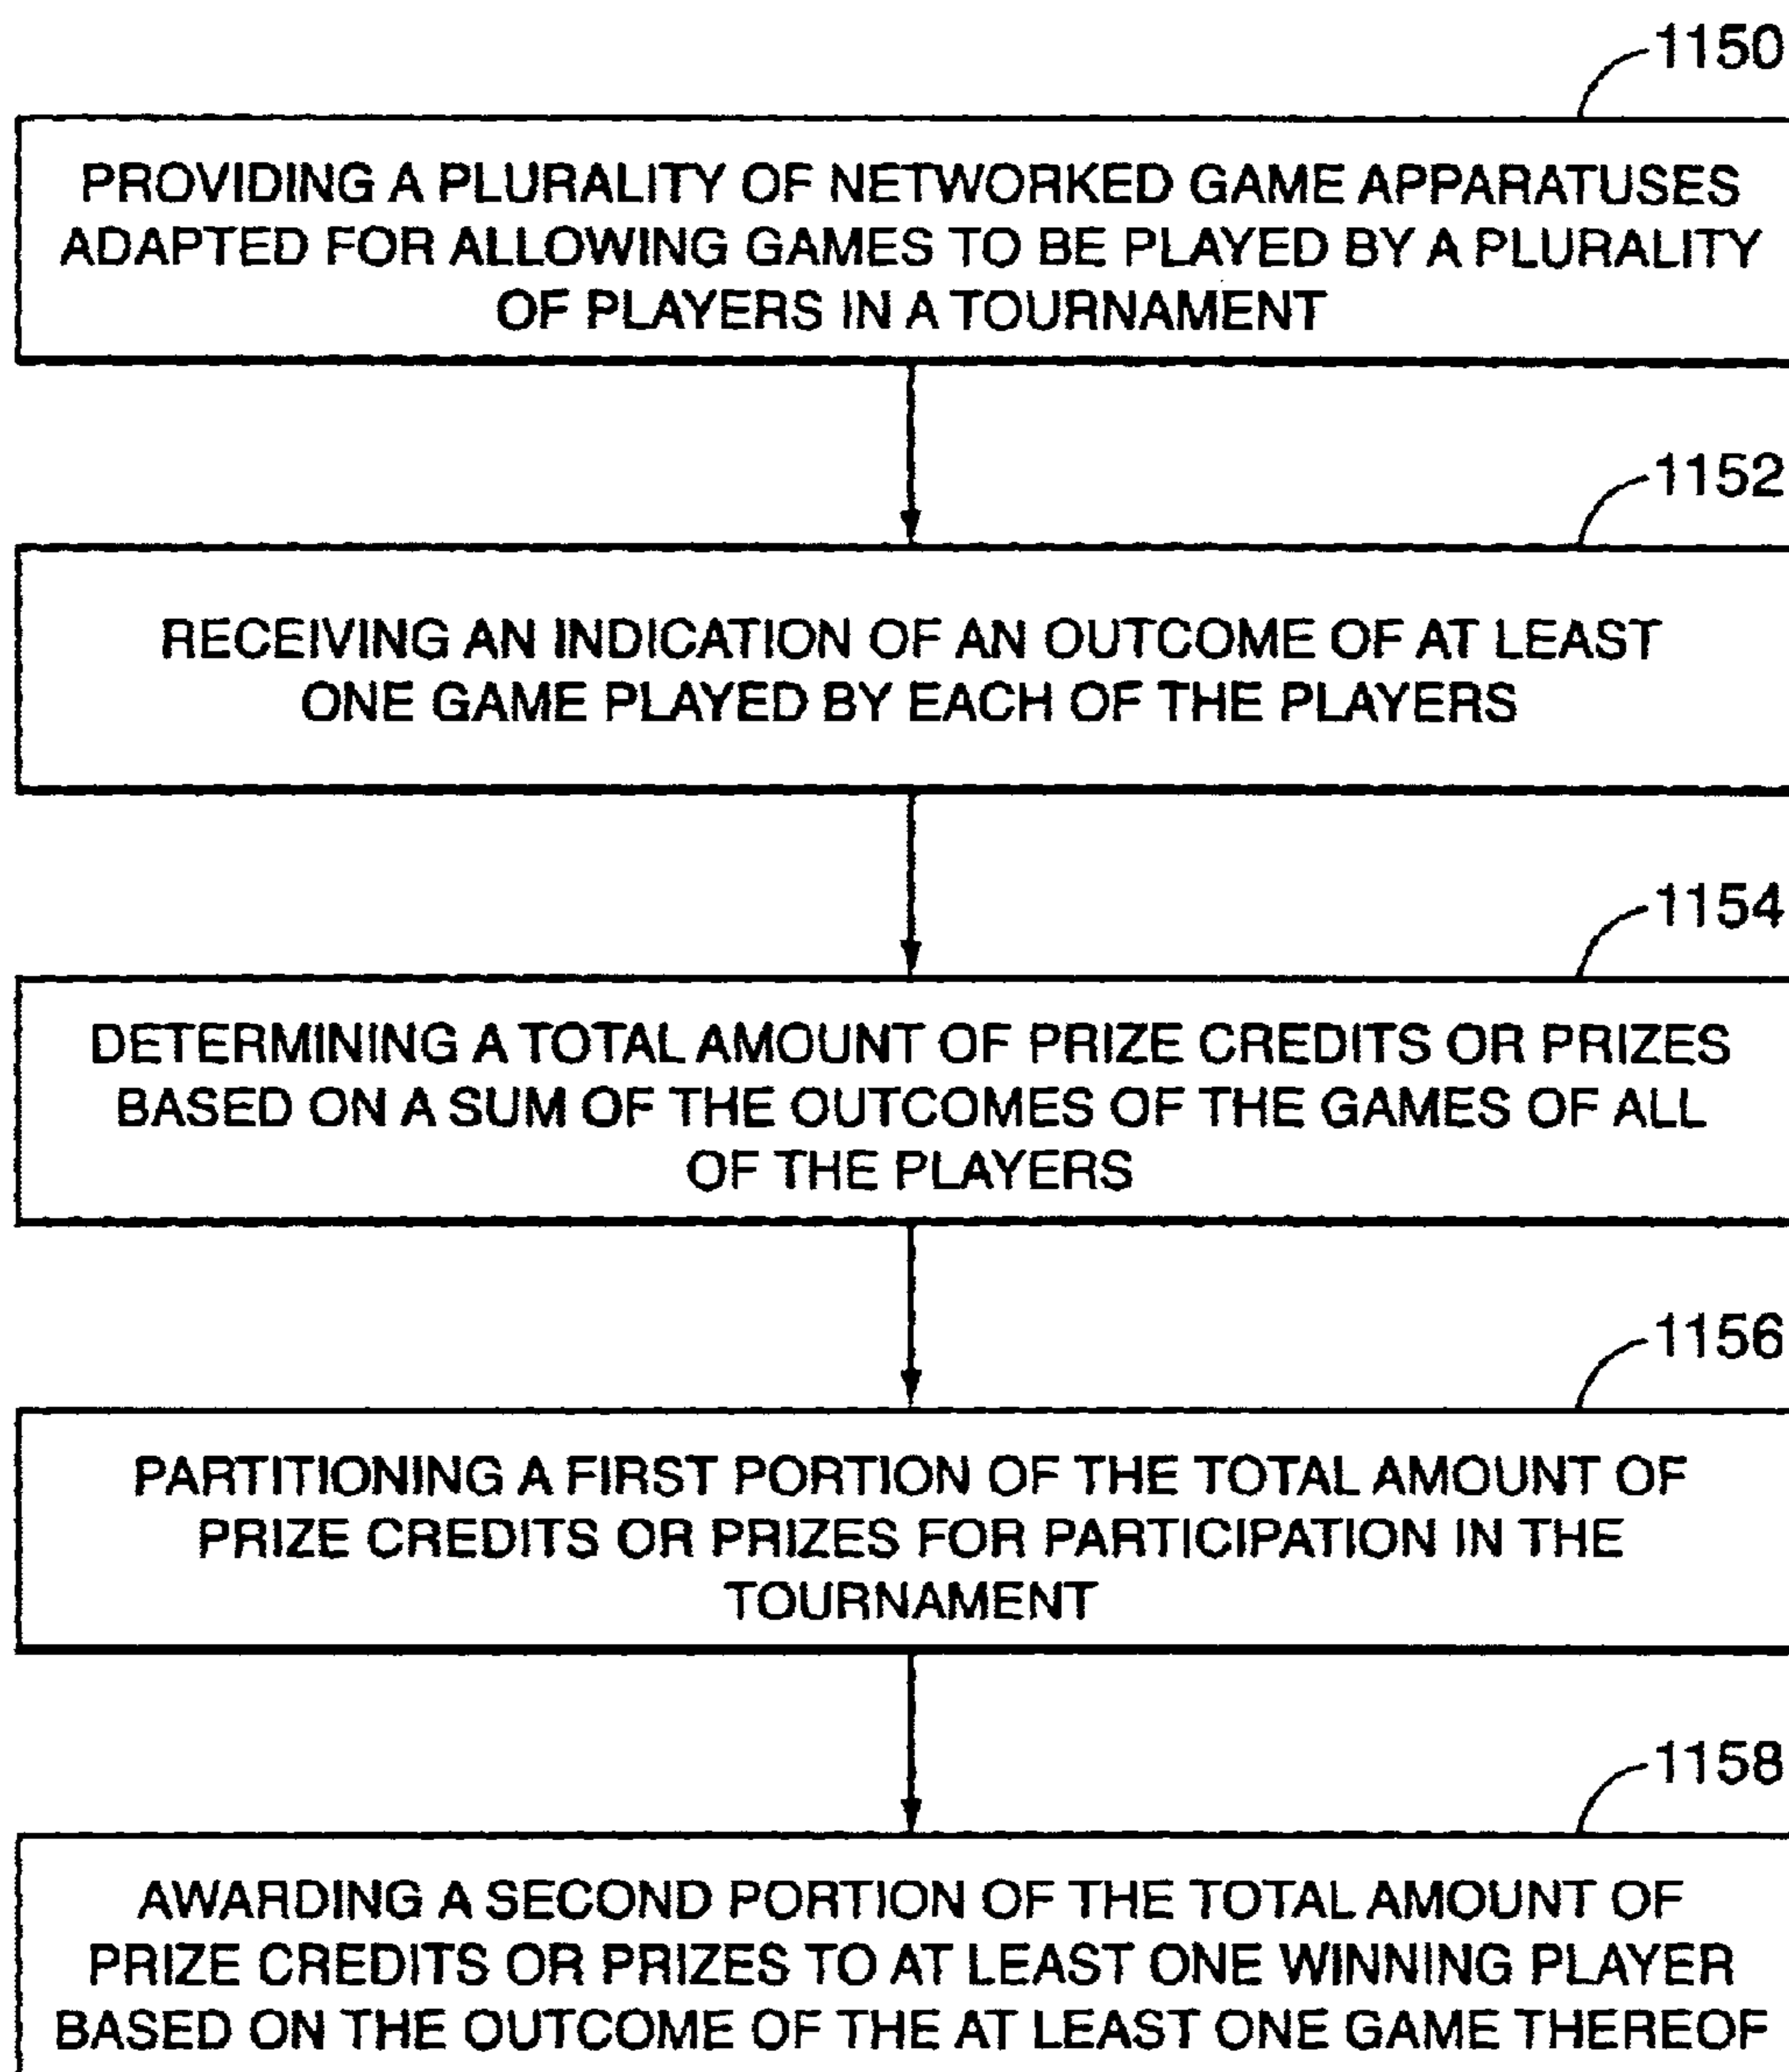 1150
PROVIDING A PLURALITY OF NETWORKED GAME APPARATUSES
ADAPTED FOR ALLOWING GAMES TO BE PLAYED BY A PLURALITY
OF PLAYERS IN A TOURNAMENT
1152
RECEIVING AN INDICATION OF AN OUTCOME OF AT LEAST
ONE GAME PLAYED BY EACH OF THE PLAYERS
1154
DETERMINING A TOTAL AMOUNT OF PRIZE CREDITS OR PRIZES
BASED ON A SUM OF THE OUTCOMES OF THE GAMES OF ALL
OF THE PLAYERS
1156
PARTITIONING A FIRST PORTION OF THE TOTAL AMOUNT OF
PRIZE CREDITS OR PRIZES FOR PARTICIPATION IN THE
TOURNAMENT
1158
AWARDING A SECOND PORTION OF THE TOTAL AMOUNT OF
PRIZE CREDITS OR PRIZES TO AT LEAST ONE WINNING PLAYER
BASED ON THE OUTCOME OF THE AT LEAST ONE GAME THEREOF